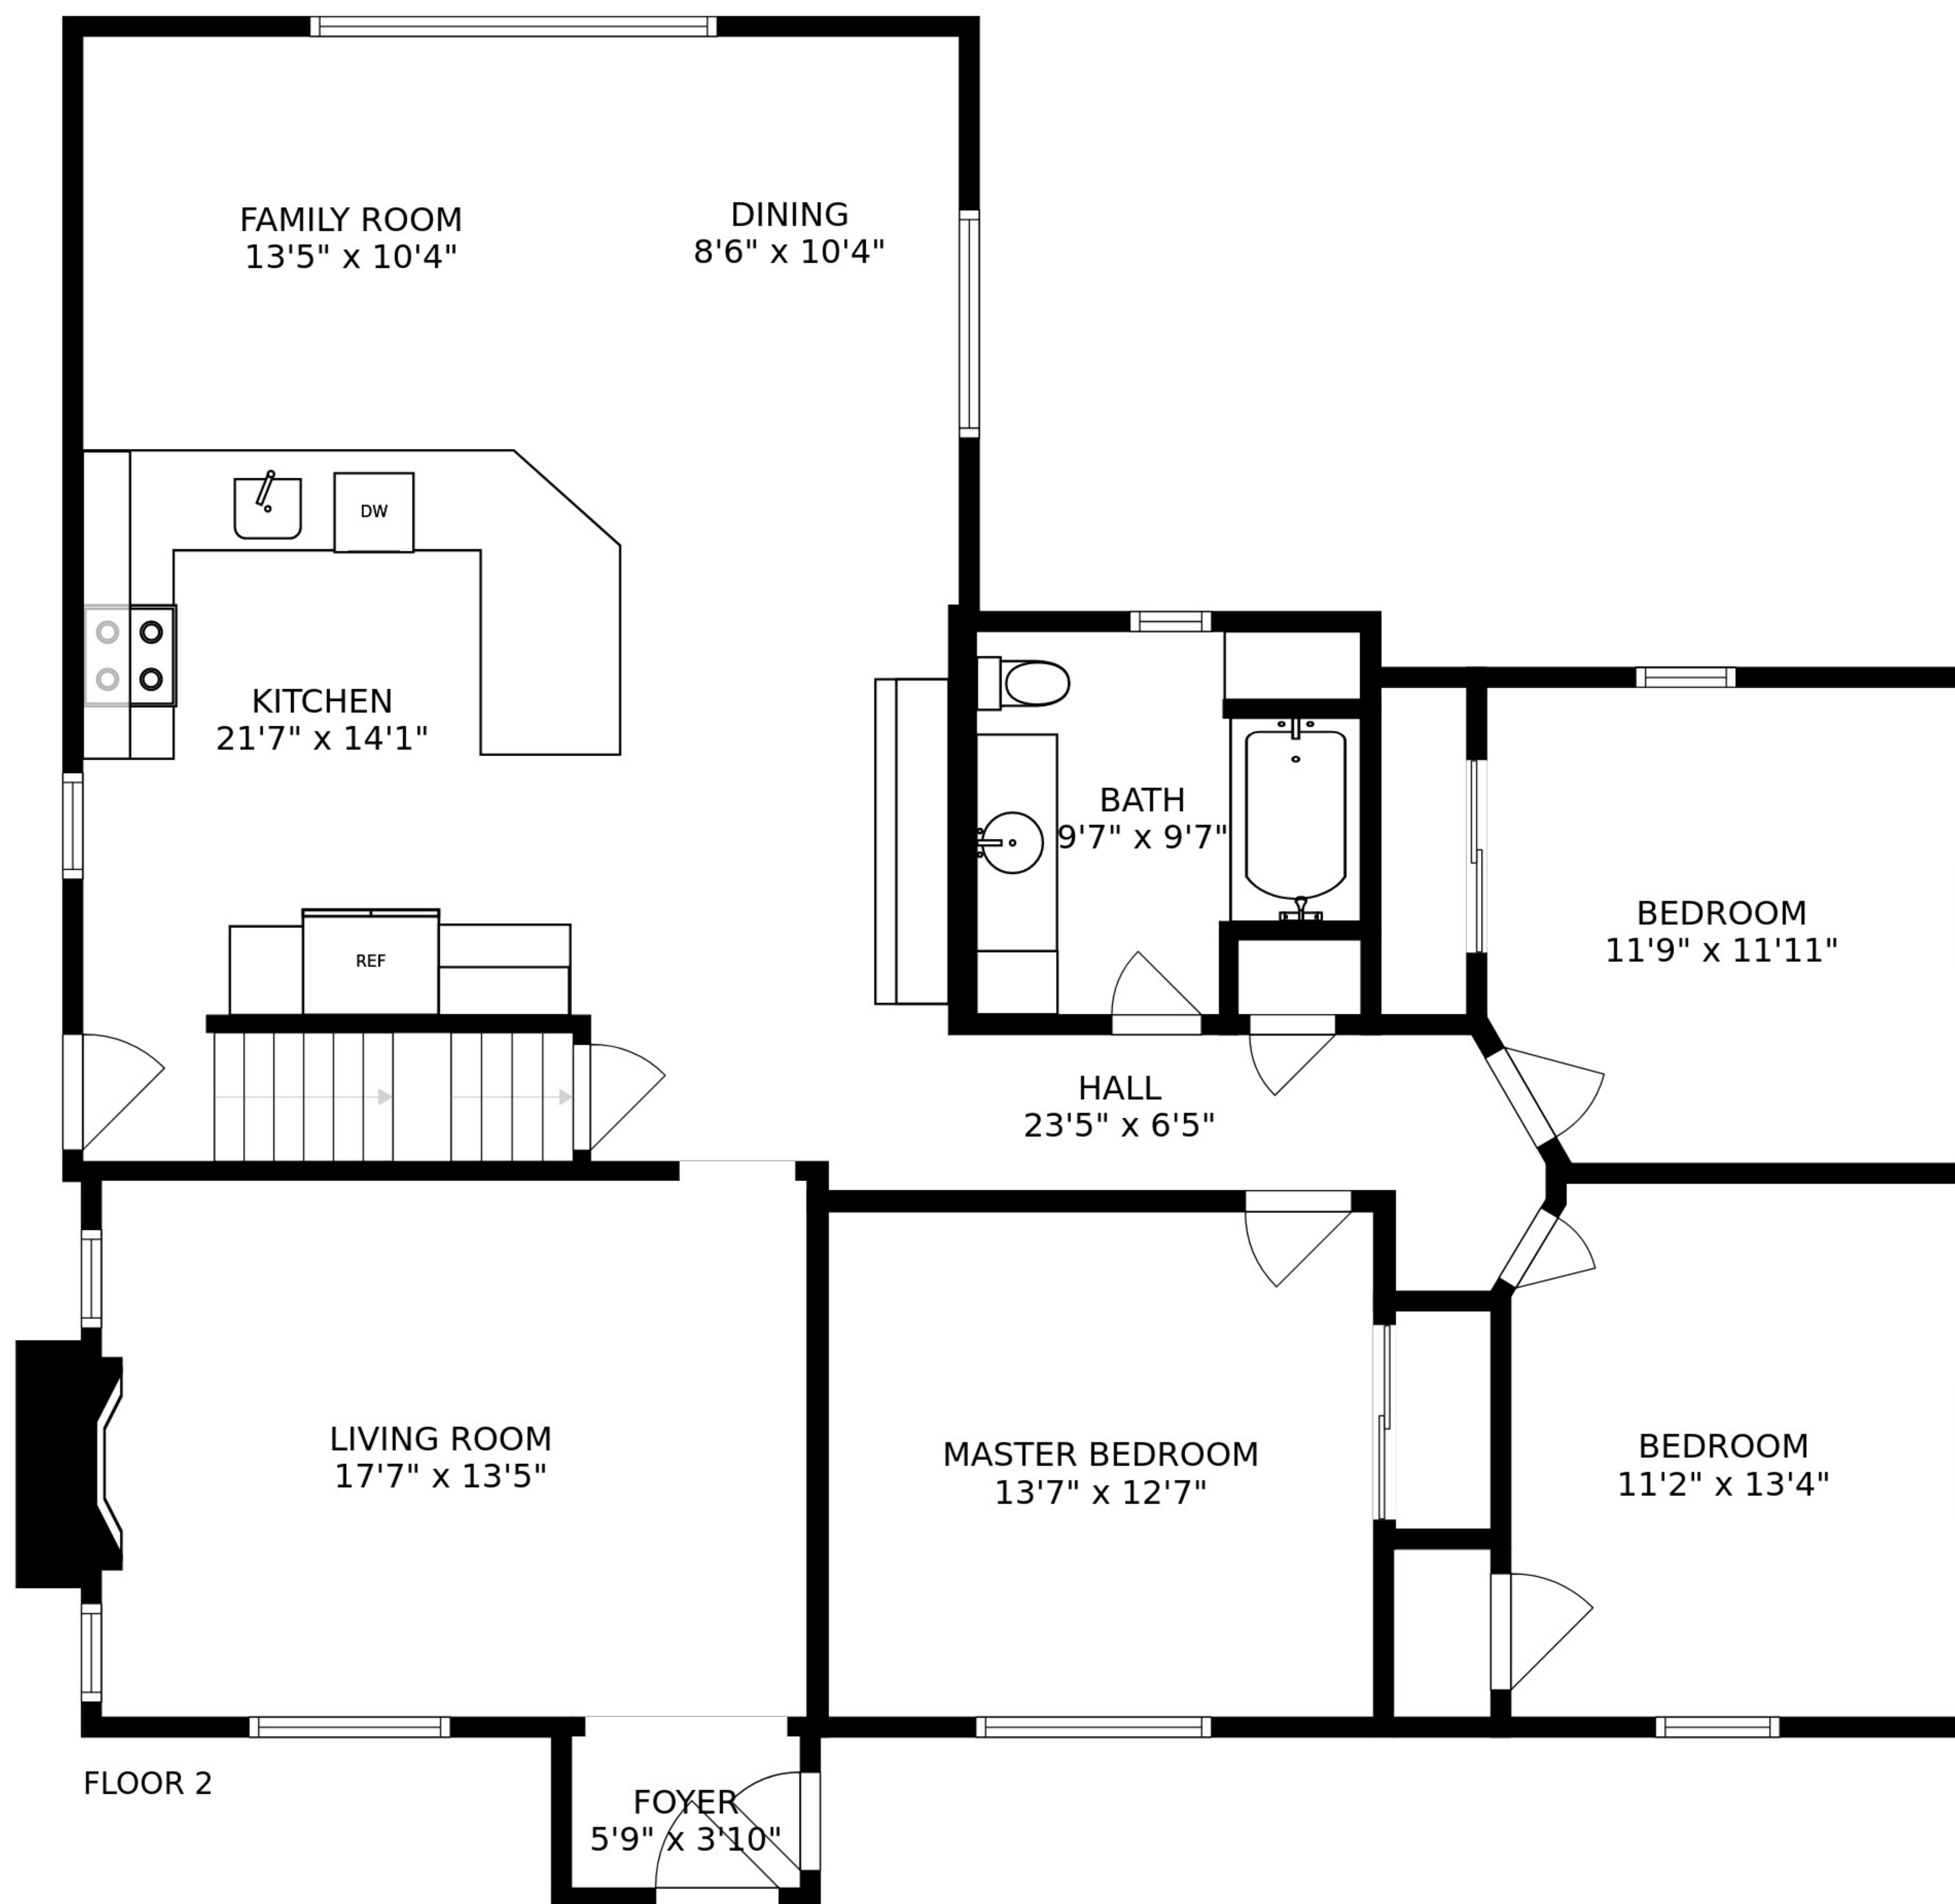 FAMILY ROOM
13'5" x 10'4"
DINING
8'6" x 10'4"
DW
KITCHEN
21'7" x 14'1"
BATH
9'7" x 9'7"
BEDROOM
11'9" x 11'11"
REF
HALL
23'5" x 6'5"
LIVING ROOM
17'7" x 13'5"
MASTER BEDROOM
13'7" x 12'7"
BEDROOM
11'2" x 13'4"
FLOOR 2
FOYER
5'9" x 3'10"